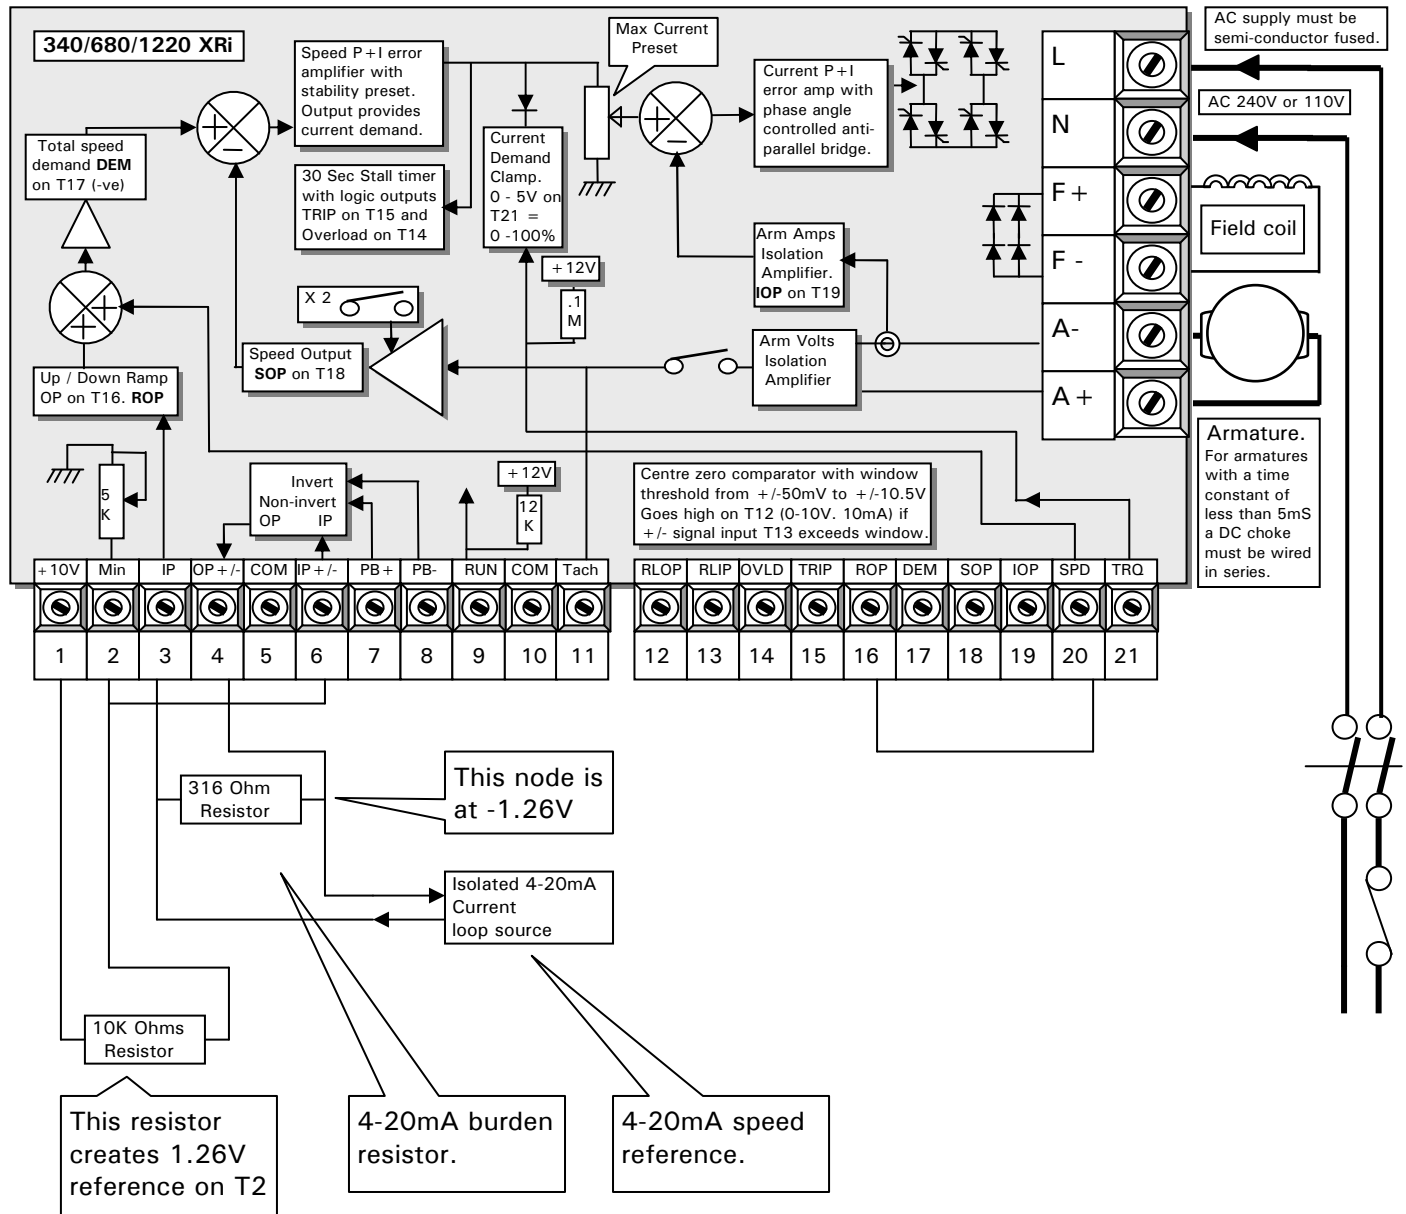 340/680/1220 XRi
Speed P+I error
amplifier with
stability preset.
Output provides
current demand.
Max Current
Preset
Current P+I
error amp with
phase angle
controlled anti-
parallel bridge.
AC supply must be
semi-conductor fused.
AC 240V or 110V
L
N
F+
F -
A-
A+
Field coil
Total speed
demand DEM
on T17 (-ve)
+
−
+
−
30 Sec Stall timer
with logic outputs
TRIP on T15 and
Overload on T14
Current
Demand
Clamp.
0 - 5V on
T21 =
0 -100%
+12V
.1
M
Arm Amps
Isolation
Amplifier.
IOP on T19
X 2
+
+
Speed Output
SOP on T18
Arm Volts
Isolation
Amplifier
Up / Down Ramp
OP on T16. ROP
5
K
Invert
Non-invert
OP IP
+12V
12
K
Centre zero comparator with window
threshold from +/-50mV to +/-10.5V
Goes high on T12 (0-10V. 10mA) if
+/- signal input T13 exceeds window.
Armature.
For armatures
with a time
constant of
less than 5mS
a DC choke
must be wired
in series.
+10V Min IP OP+/- COM IP+/- PB+ PB- RUN COM Tach
RLOP RLIP OVLD TRIP ROP DEM SOP IOP SPD TRQ
1 2 3 4 5 6 7 8 9 10 11
12 13 14 15 16 17 18 19 20 21
316 Ohm
Resistor
This node is
at -1.26V
Isolated 4-20mA
Current
loop source
10K Ohms
Resistor
This resistor
creates 1.26V
reference on T2
4-20mA burden
resistor.
4-20mA speed
reference.